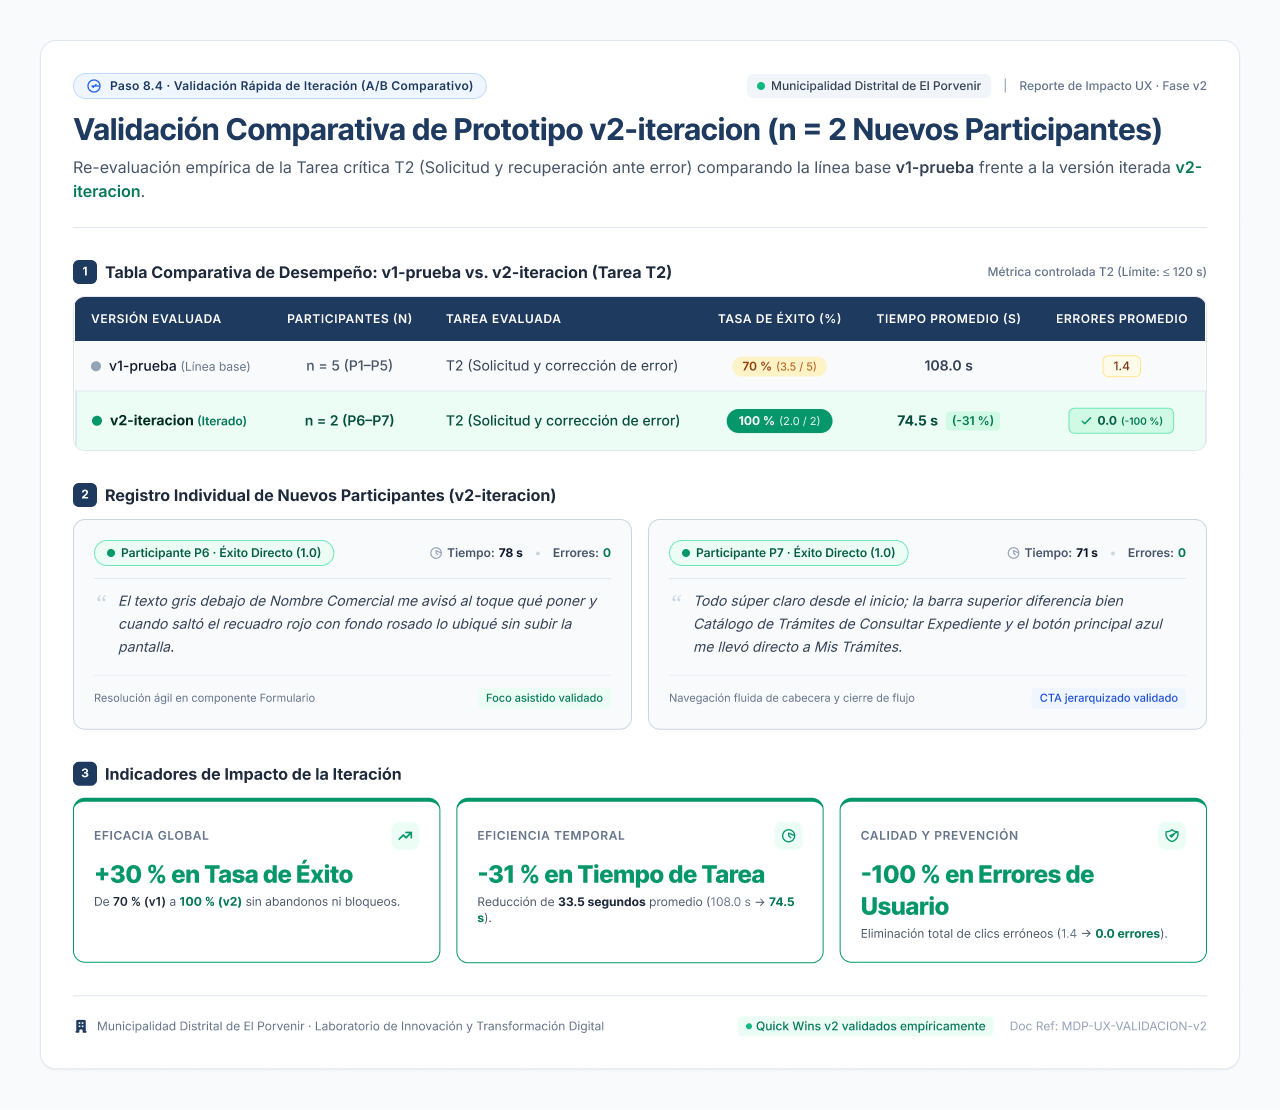 Paso 8.4 · Validación Rápida de Iteración (A/B Comparativo)
Municipalidad Distrital de El Porvenir | Reporte de Impacto UX · Fase v2
Validación Comparativa de Prototipo v2-iteracion (n = 2 Nuevos Participantes)
Re-evaluación empírica de la Tarea crítica T2 (Solicitud y recuperación ante error) comparando la línea base v1-prueba frente a la versión iterada v2-
iteracion.
1 Tabla Comparativa de Desempeño: v1-prueba vs. v2-iteracion (Tarea T2)
Métrica controlada T2 (Límite: ≤ 120 s)
VERSIÓN EVALUADA PARTICIPANTES (N) TAREA EVALUADA TASA DE ÉXITO (%) TIEMPO PROMEDIO (S) ERRORES PROMEDIO
v1-prueba (Línea base) n = 5 (P1–P5) T2 (Solicitud y corrección de error) 70 % (3.5 / 5) 108.0 s 1.4
v2-iteracion (Iterado) n = 2 (P6–P7) T2 (Solicitud y corrección de error) 100 % (2.0 / 2) 74.5 s (-31 %) 0.0 (-100 %)
2 Registro Individual de Nuevos Participantes (v2-iteracion)
Participante P6 · Éxito Directo (1.0) Tiempo: 78 s • Errores: 0
“ El texto gris debajo de Nombre Comercial me avisó al toque qué poner y
cuando saltó el recuadro rojo con fondo rosado lo ubiqué sin subir la
pantalla.
Resolución ágil en componente Formulario Foco asistido validado
Participante P7 · Éxito Directo (1.0) Tiempo: 71 s • Errores: 0
“ Todo súper claro desde el inicio; la barra superior diferencia bien
Catálogo de Trámites de Consultar Expediente y el botón principal azul
me llevó directo a Mis Trámites.
Navegación fluida de cabecera y cierre de flujo CTA jerarquizado validado
3 Indicadores de Impacto de la Iteración
EFICACIA GLOBAL
+30 % en Tasa de Éxito
De 70 % (v1) a 100 % (v2) sin abandonos ni bloqueos.
EFICIENCIA TEMPORAL
-31 % en Tiempo de Tarea
Reducción de 33.5 segundos promedio (108.0 s → 74.5
s).
CALIDAD Y PREVENCIÓN
-100 % en Errores de
Usuario
Eliminación total de clics erróneos (1.4 → 0.0 errores).
Municipalidad Distrital de El Porvenir · Laboratorio de Innovación y Transformación Digital
Quick Wins v2 validados empíricamente Doc Ref: MDP-UX-VALIDACION-v2